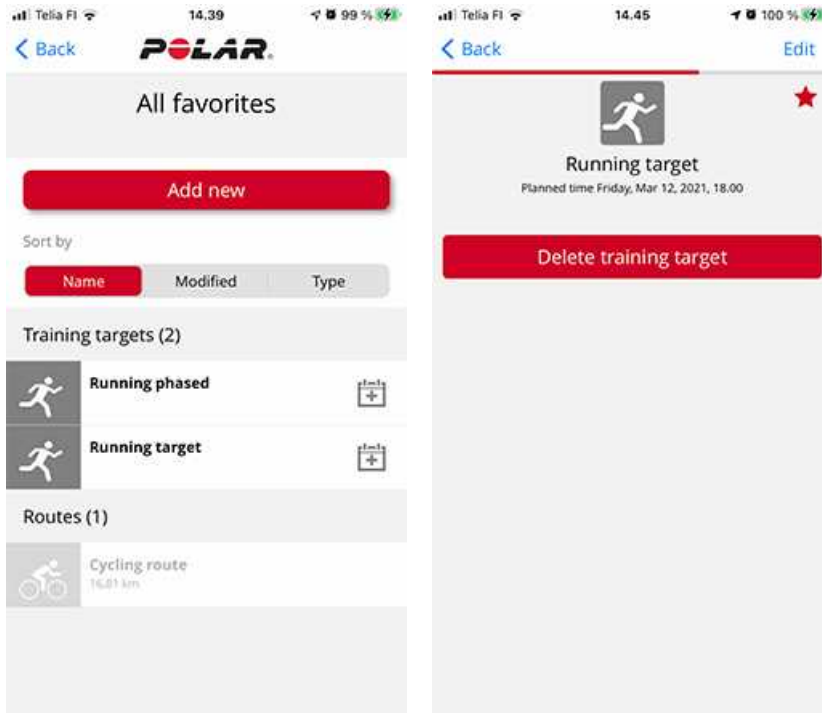 Telia FI 14.39 99 %
Back POLAR.
All favorites
Add new
Sort by
Name Modified Type
Training targets (2)
Running phased
Running target
Routes (1)
Cycling route
16,81 km
Telia FI 14.45 100 %
Back Edit
Running target
Planned time Friday, Mar 12, 2021, 18.00
Delete training target